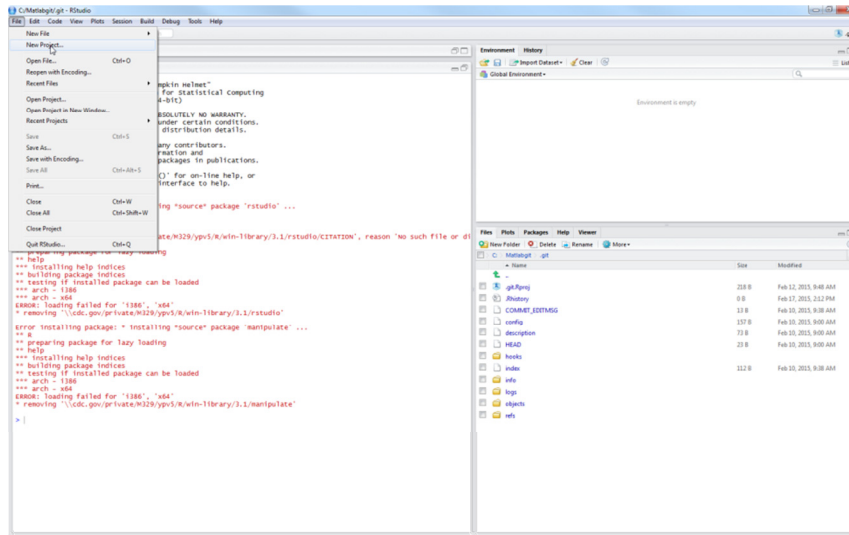 C:/Matlabgit/.git - RStudio
File Edit Code View Plots Session Build Debug Tools Help
New File
New Project...
Open File... Ctrl+O
Reopen with Encoding...
Recent Files
Open Project...
Open Project in New Window...
Recent Projects
Save Ctrl+S
Save As...
Save with Encoding...
Save All Ctrl+Alt+S
Print...
Close Ctrl+W
Close All Ctrl+Shift+W
Close Project
Quit RStudio... Ctrl+Q
mpkin Helmet"
for Statistical Computing
4-bit)
BSOLUTELY NO WARRANTY.
under certain conditions.
distribution details.
any contributors.
rmation and
packages in publications.
()' for on-line help, or
interface to help.
ing *source* package 'rstudio' ...
ate/M329/ypv5/R/win-library/3.1/rstudio/CITATION', reason 'No such file or di
** preparing package for lazy loading
** help
*** installing help indices
** building package indices
** testing if installed package can be loaded
*** arch - i386
*** arch - x64
ERROR: loading failed for 'i386', 'x64'
* removing '\\cdc.gov/private/M329/ypv5/R/win-library/3.1/rstudio'
Error installing package: * installing *source* package 'manipulate' ...
** R
** preparing package for lazy loading
** help
*** installing help indices
** building package indices
** testing if installed package can be loaded
*** arch - i386
*** arch - x64
ERROR: loading failed for 'i386', 'x64'
* removing '\\cdc.gov/private/M329/ypv5/R/win-library/3.1/manipulate'
>
Environment History
Import Dataset Clear
Global Environment
Environment is empty
Files Plots Packages Help Viewer
New Folder Delete Rename More
C: Matlabgit .git
Name Size Modified
..
.git.Rproj 218 B Feb 12, 2015, 9:48 AM
.Rhistory 0 B Feb 17, 2015, 2:12 PM
COMMIT_EDITMSG 13 B Feb 10, 2015, 9:38 AM
config 157 B Feb 10, 2015, 9:00 AM
description 73 B Feb 10, 2015, 9:00 AM
HEAD 23 B Feb 10, 2015, 9:00 AM
hooks
index 112 B Feb 10, 2015, 9:38 AM
info
logs
objects
refs